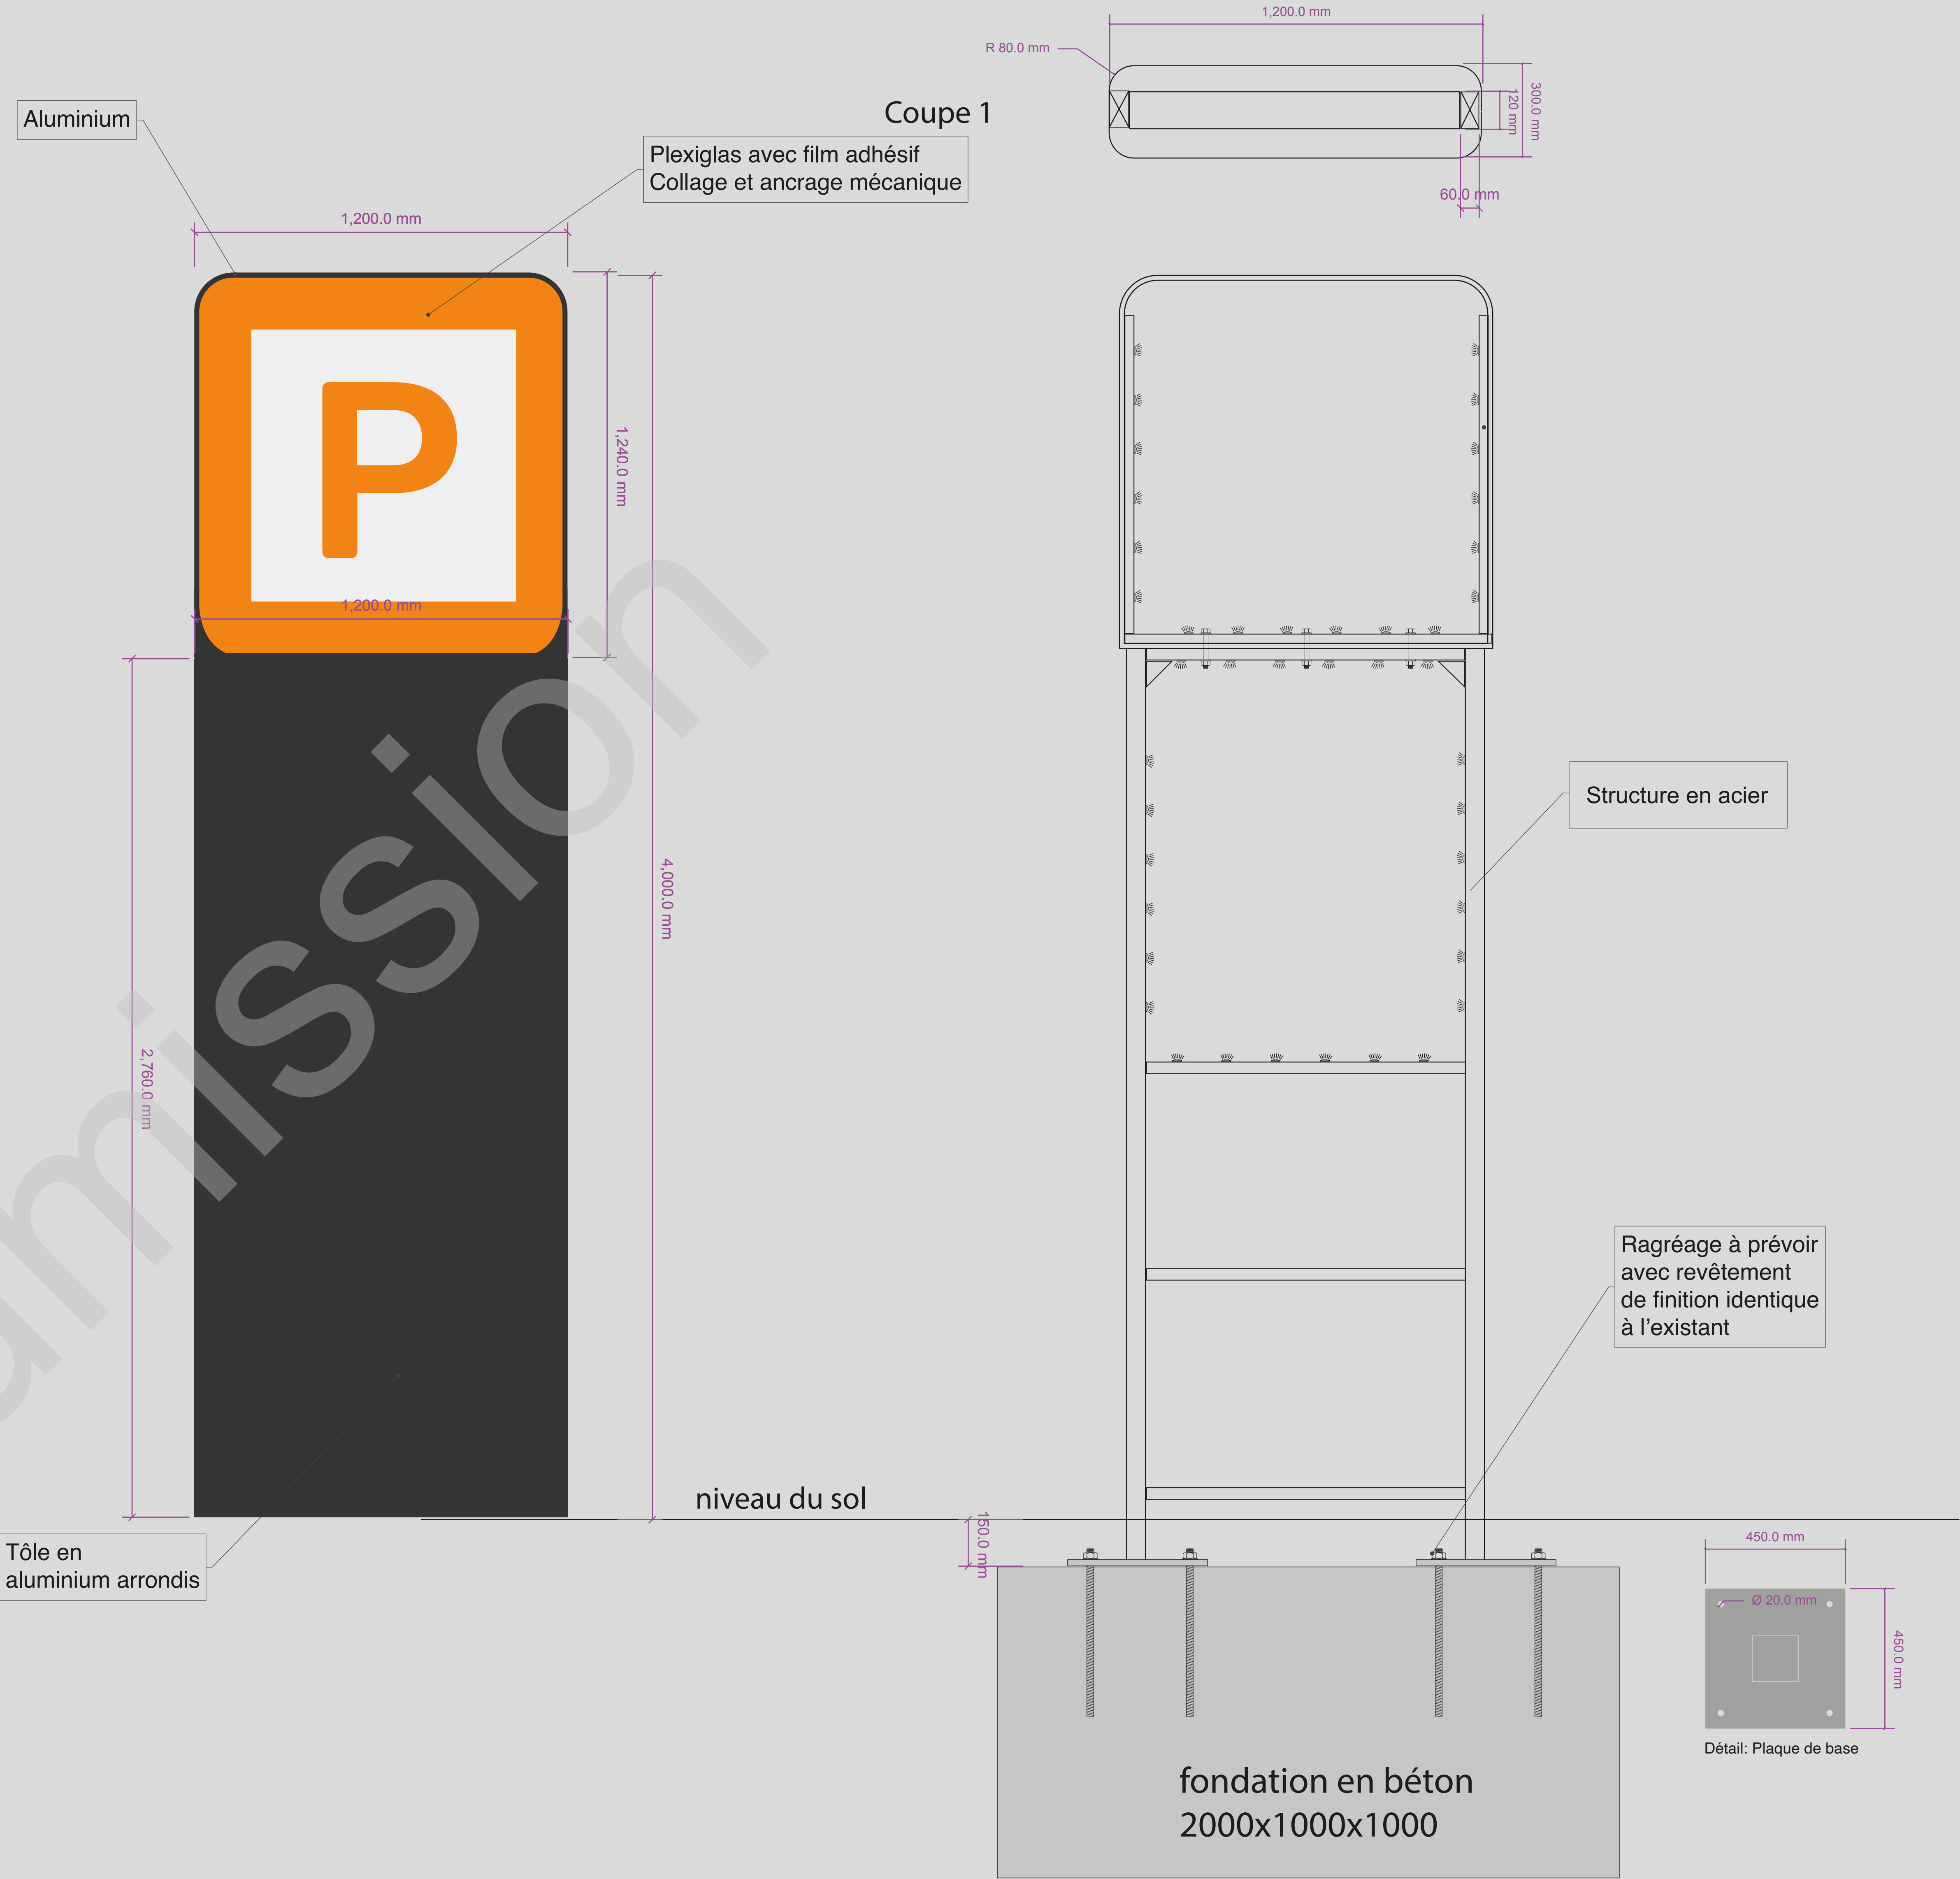 1,200.0 mm
R 80.0 mm
300.0 mm
120 mm
60.0 mm
Coupe 1
Aluminium
Plexiglas avec film adhésif
Collage et ancrage mécanique
1,200.0 mm
P
1,240.0 mm
1,200.0 mm
4,000.0 mm
2,760.0 mm
Structure en acier
Ragréage à prévoir
avec revêtement
de finition identique
à l’existant
niveau du sol
150.0 mm
Tôle en
aluminium arrondis
450.0 mm
Ø 20.0 mm
450.0 mm
Détail: Plaque de base
fondation en béton
2000x1000x1000